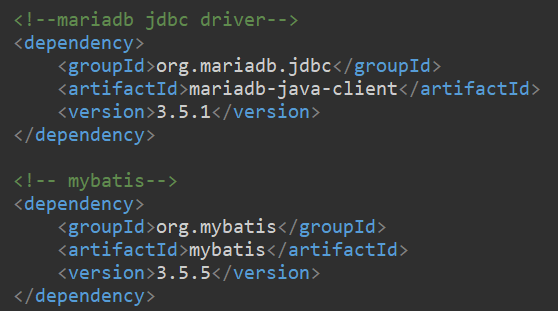 <!--mariadb jdbc driver-->
<dependency>
    <groupId>org.mariadb.jdbc</groupId>
    <artifactId>mariadb-java-client</artifactId>
    <version>3.5.1</version>
</dependency>

<!-- mybatis-->
<dependency>
    <groupId>org.mybatis</groupId>
    <artifactId>mybatis</artifactId>
    <version>3.5.5</version>
</dependency>